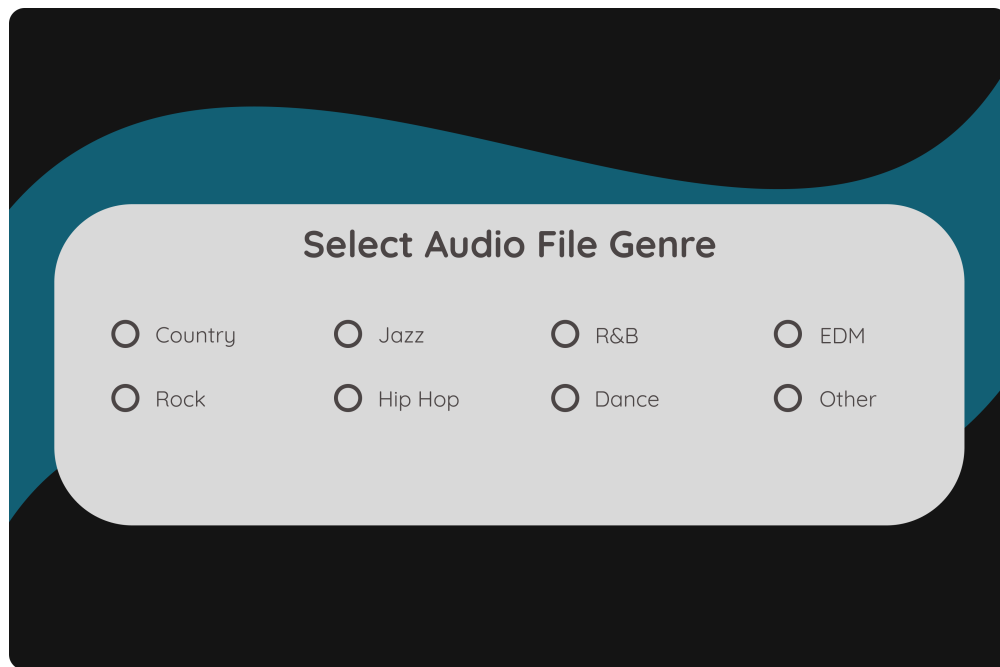 Select Audio File Genre
Country Jazz R&B EDM
Rock Hip Hop Dance Other